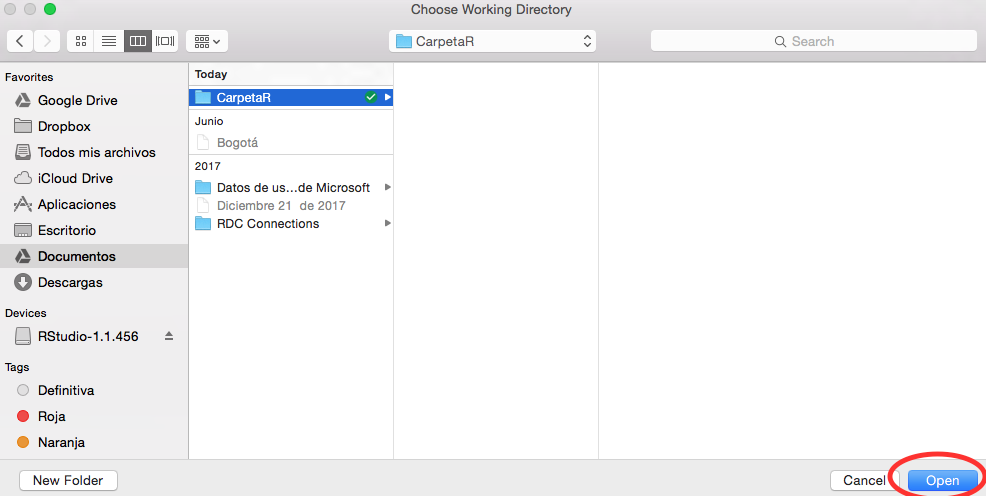 Choose Working Directory
CarpetaR
Search
Favorites
Google Drive
Dropbox
Todos mis archivos
iCloud Drive
Aplicaciones
Escritorio
Documentos
Descargas
Devices
RStudio-1.1.456
Tags
Definitiva
Roja
Naranja
Today
CarpetaR
Junio
Bogotá
2017
Datos de us...de Microsoft
Diciembre 21 de 2017
RDC Connections
New Folder
Cancel
Open